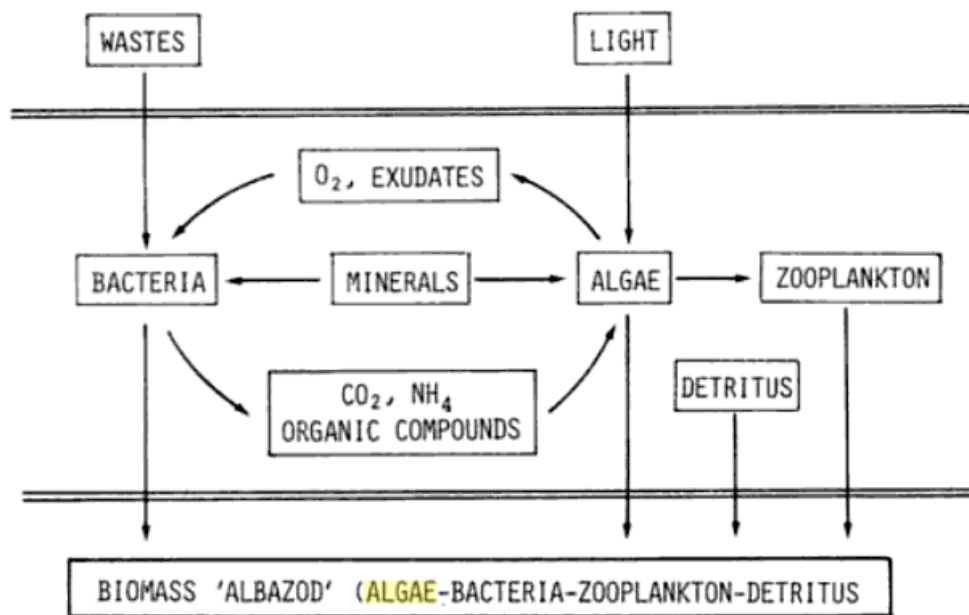 WASTES
LIGHT
O₂, EXUDATES
BACTERIA
MINERALS
ALGAE
ZOOPLANKTON
CO₂, NH₄
ORGANIC COMPOUNDS
DETRITUS
BIOMASS 'ALBAZOD' (ALGAE-BACTERIA-ZOOPLANKTON-DETRITUS